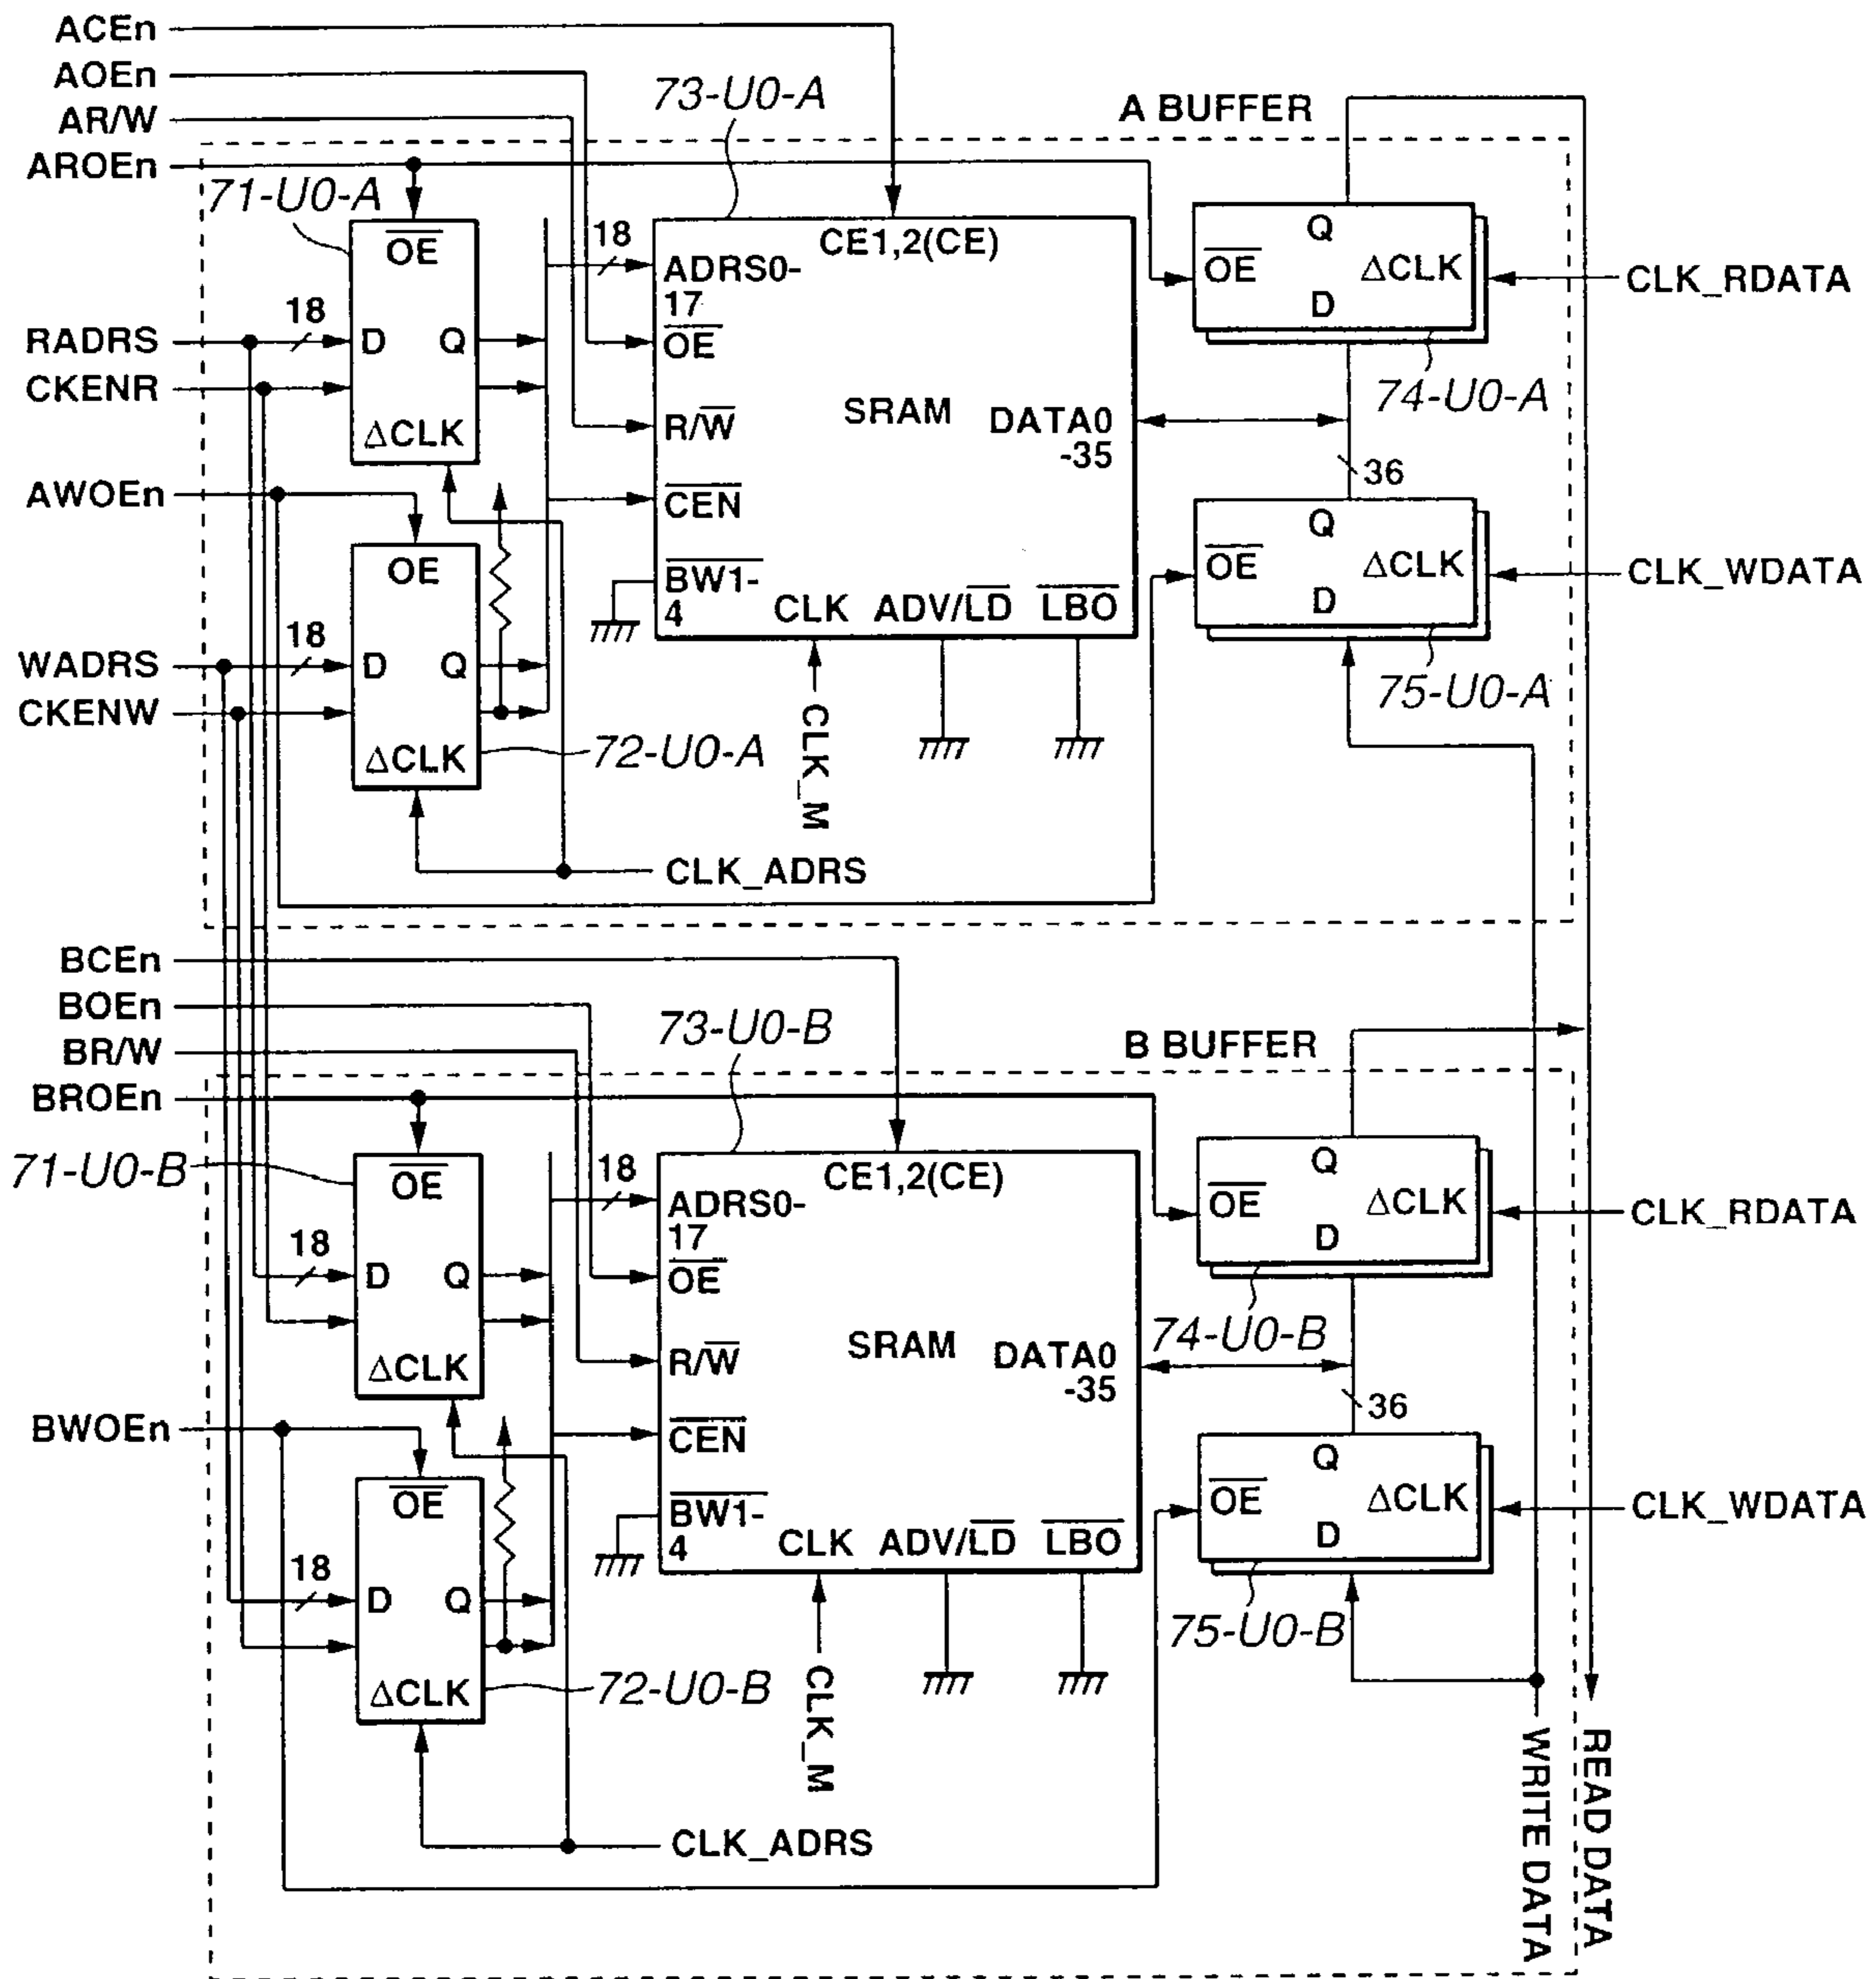 ACEn
AOEn
AR/W
AROEn
73-U0-A
A BUFFER
71-U0-A
OE
18
ADRS0-
17
CE1,2(CE)
OE
Q
ΔCLK
D
CLK_RDATA
RADRS
18
D
Q
OE
CKENR
74-U0-A
ΔCLK
R/W
SRAM
DATA0
-35
36
AWOEn
CEN
Q
OE
OE
ΔCLK
D
CLK_WDATA
BW1-
4
CLK
ADV/LD
LBO
WADRS
18
D
Q
75-U0-A
CKENW
ΔCLK
72-U0-A
CLK_M
CLK_ADRS
BCEn
BOEn
BR/W
73-U0-B
B BUFFER
BROEn
71-U0-B
OE
18
ADRS0-
17
CE1,2(CE)
Q
OE
ΔCLK
D
CLK_RDATA
18
D
Q
OE
74-U0-B
ΔCLK
R/W
SRAM
DATA0
-35
36
BWOEn
CEN
Q
OE
OE
ΔCLK
D
CLK_WDATA
BW1-
4
CLK
ADV/LD
LBO
18
D
Q
75-U0-B
ΔCLK
72-U0-B
CLK_M
CLK_ADRS
WRITE DATA
READ DATA